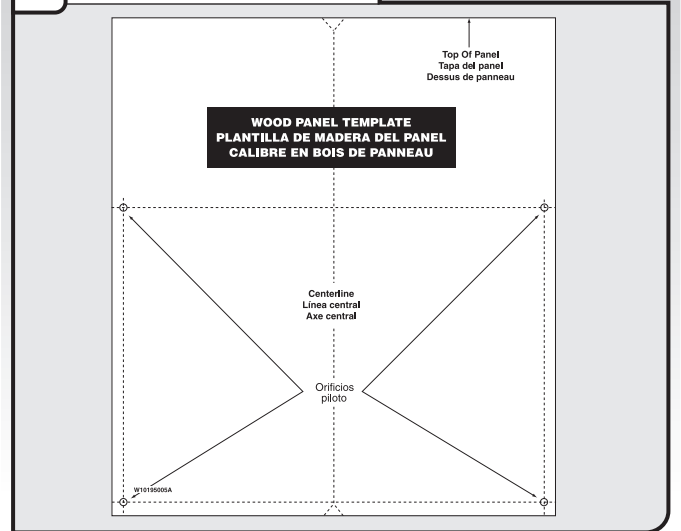 Top Of Panel
Tapa del panel
Dessus de panneau
WOOD PANEL TEMPLATE
PLANTILLA DE MADERA DEL PANEL
CALIBRE EN BOIS DE PANNEAU
Centerline
Línea central
Axe central
Orificios
piloto
W10195005A